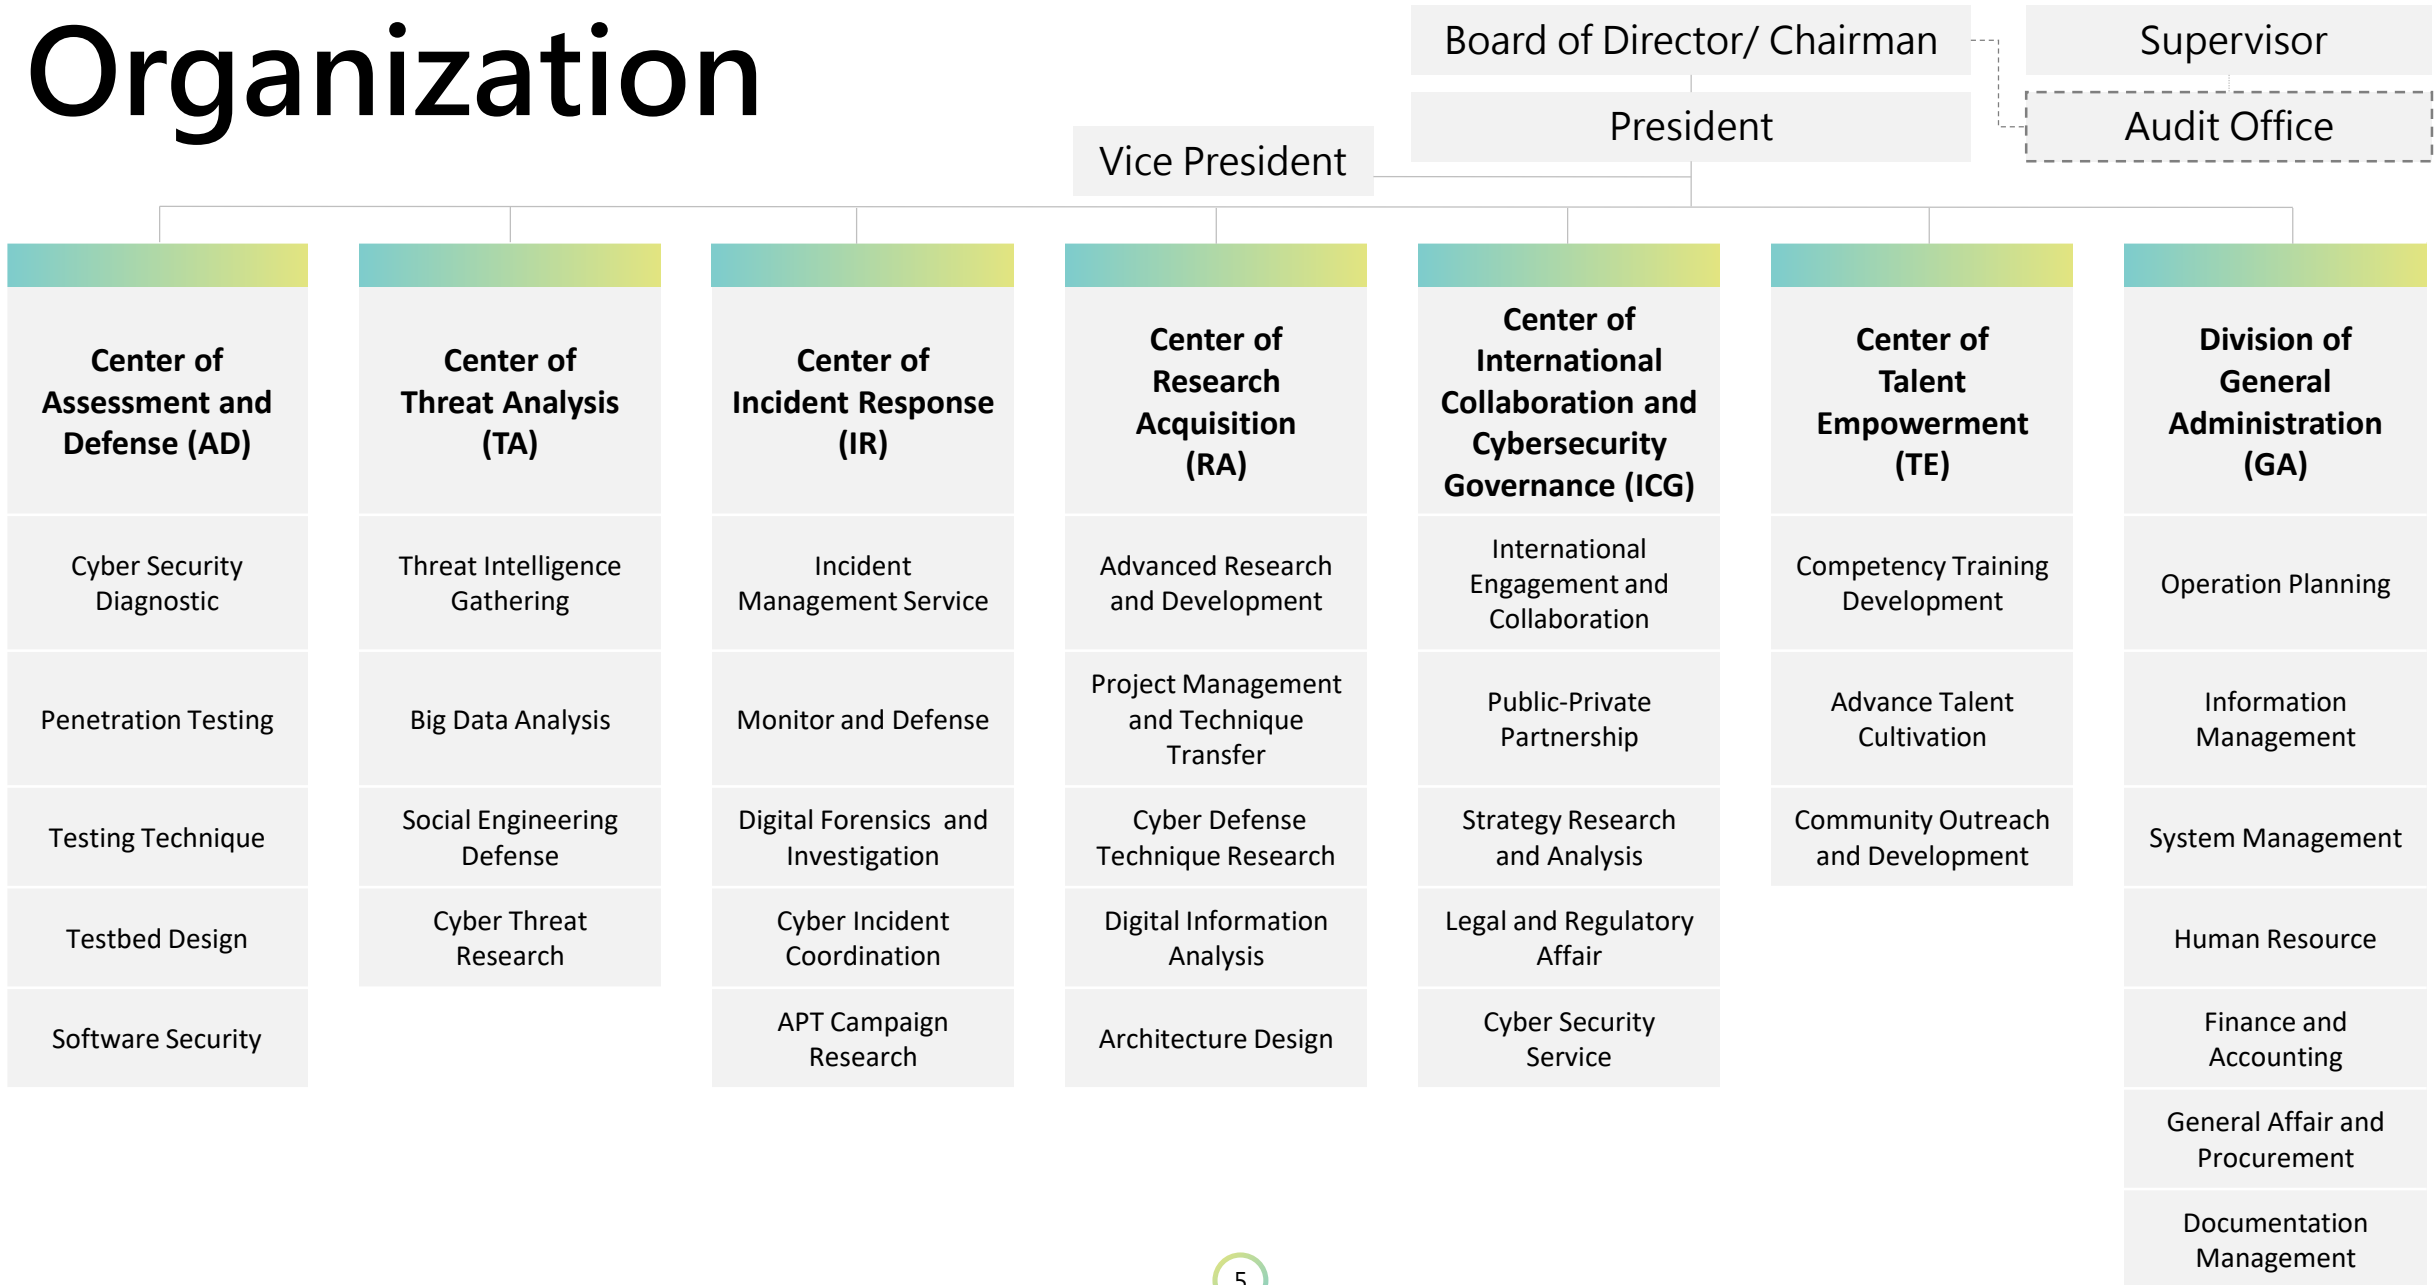 Organization
Board of Director/ Chairman
Supervisor
President
Audit Office
Vice President
Center of
Assessment and
Defense (AD)
Cyber Security
Diagnostic
Penetration Testing
Testing Technique
Testbed Design
Software Security
Center of
Threat Analysis
(TA)
Threat Intelligence
Gathering
Big Data Analysis
Social Engineering
Defense
Cyber Threat
Research
Center of
Incident Response
(IR)
Incident
Management Service
Monitor and Defense
Digital Forensics  and
Investigation
Cyber Incident
Coordination
APT Campaign
Research
Center of
Research
Acquisition
(RA)
Advanced Research
and Development
Project Management
and Technique
Transfer
Cyber Defense
Technique Research
Digital Information
Analysis
Architecture Design
Center of
International
Collaboration and
Cybersecurity
Governance (ICG)
International
Engagement and
Collaboration
Public-Private
Partnership
Strategy Research
and Analysis
Legal and Regulatory
Affair
Cyber Security
Service
Center of
Talent
Empowerment
(TE)
Competency Training
Development
Advance Talent
Cultivation
Community Outreach
and Development
Division of
General
Administration
(GA)
Operation Planning
Information
Management
System Management
Human Resource
Finance and
Accounting
General Affair and
Procurement
Documentation
Management
5